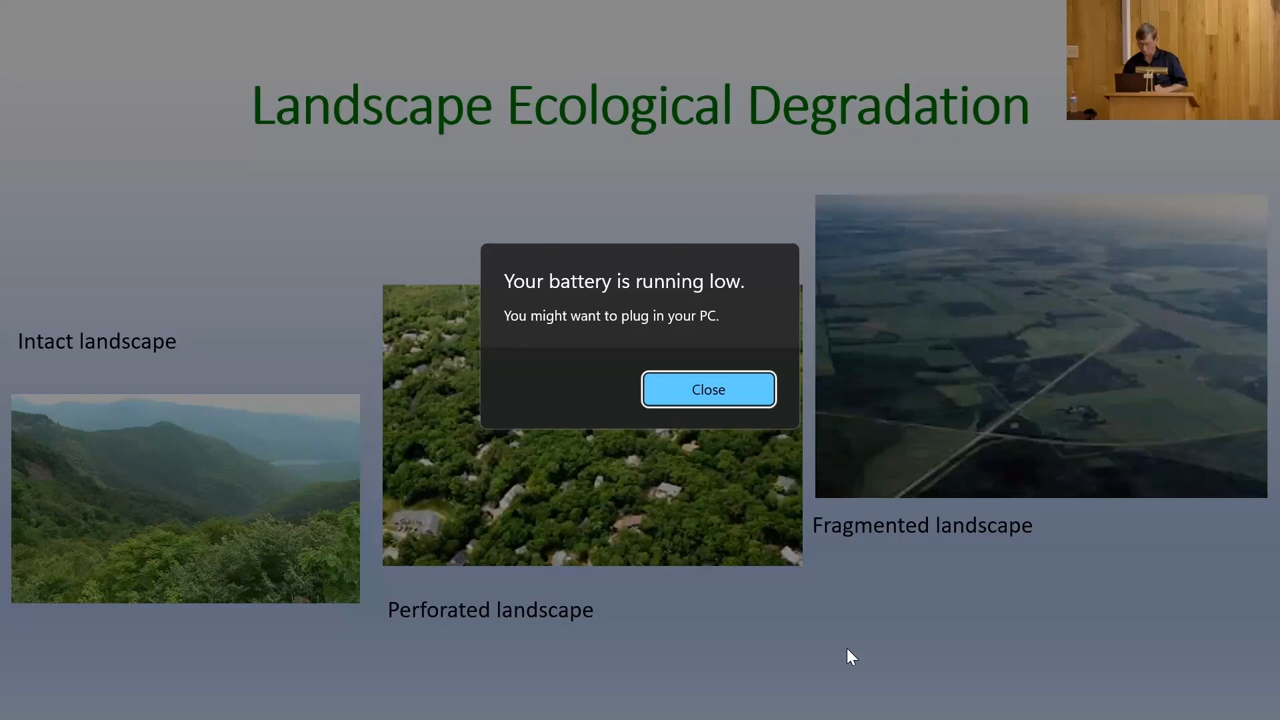 Landscape Ecological Degradation
Your battery is running low.
You might want to plug in your PC.
Close
Intact landscape
Perforated landscape
Fragmented landscape